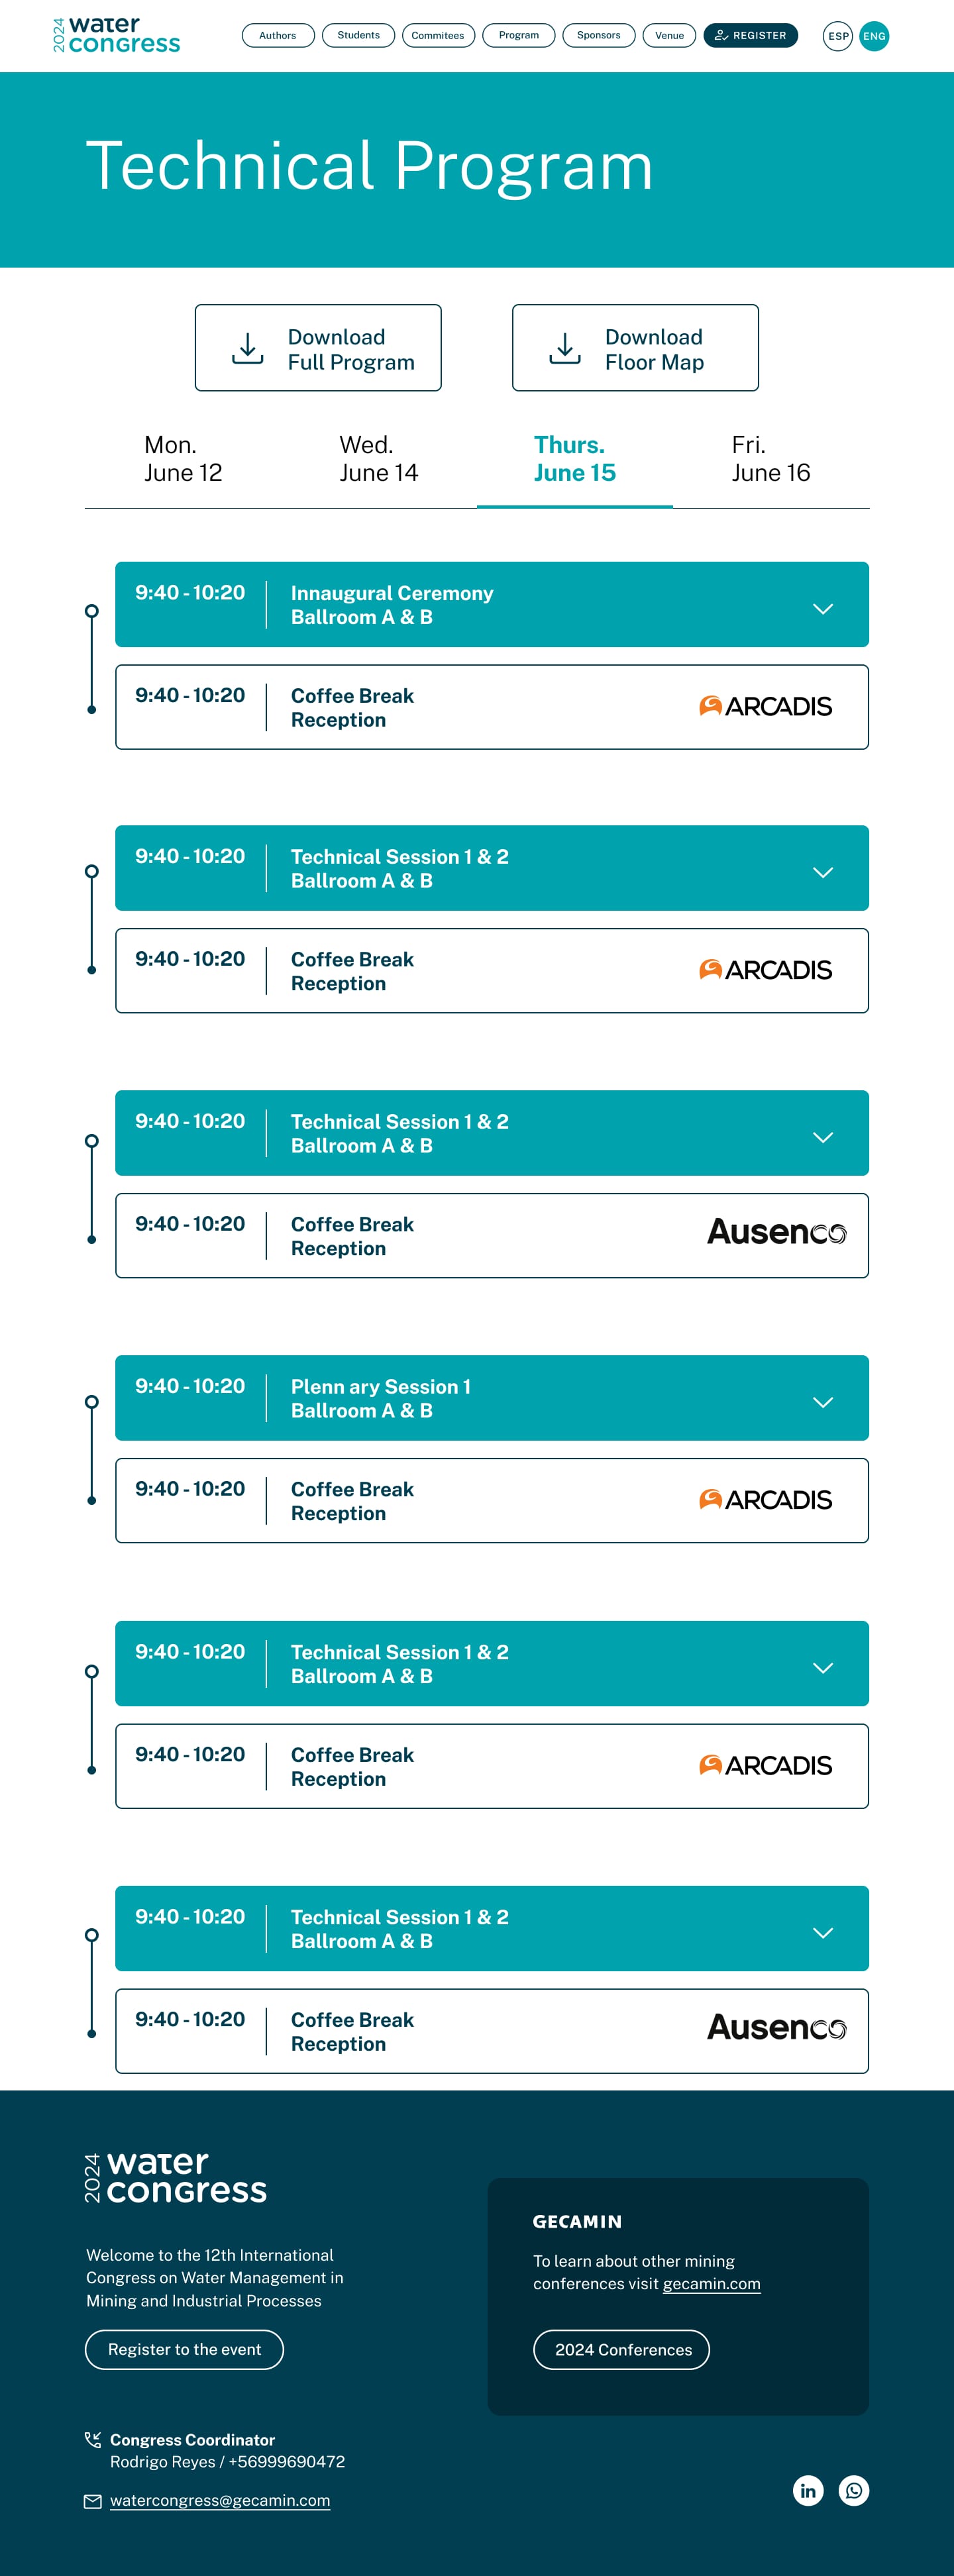 2024
water
congress
Authors
Students
Commitees
Program
Sponsors
Venue
REGISTER
ESP
ENG
Technical Program
Download
Full Program
Download
Floor Map
Mon.
June 12
Wed.
June 14
Thurs.
June 15
Fri.
June 16
9:40 - 10:20
Innaugural Ceremony
Ballroom A & B
9:40 - 10:20
Coffee Break
Reception
ARCADIS
9:40 - 10:20
Technical Session 1 & 2
Ballroom A & B
9:40 - 10:20
Coffee Break
Reception
ARCADIS
9:40 - 10:20
Technical Session 1 & 2
Ballroom A & B
9:40 - 10:20
Coffee Break
Reception
Ausenco
9:40 - 10:20
Plenn ary Session 1
Ballroom A & B
9:40 - 10:20
Coffee Break
Reception
ARCADIS
9:40 - 10:20
Technical Session 1 & 2
Ballroom A & B
9:40 - 10:20
Coffee Break
Reception
ARCADIS
9:40 - 10:20
Technical Session 1 & 2
Ballroom A & B
9:40 - 10:20
Coffee Break
Reception
Ausenco
2024
water
congress
Welcome to the 12th International
Congress on Water Management in
Mining and Industrial Processes
Register to the event
Congress Coordinator
Rodrigo Reyes / +56999690472
watercongress@gecamin.com
GECAMIN
To learn about other mining
conferences visit gecamin.com
2024 Conferences
in